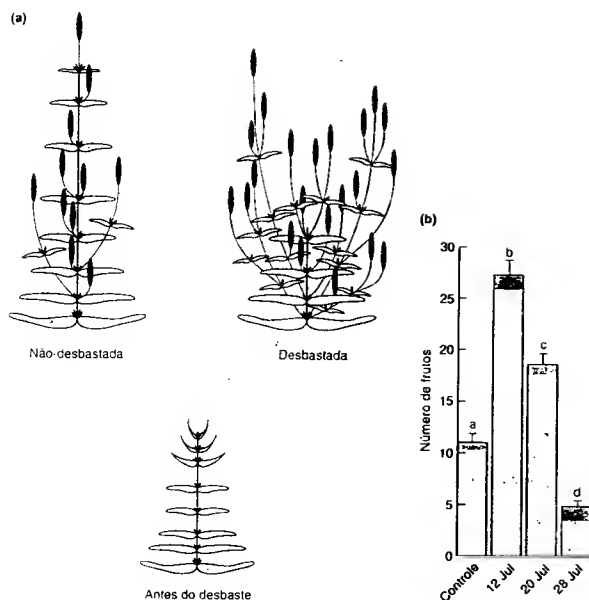 (a)
Não-desbastada
Desbastada
Antes do desbaste
(b)
Número de frutos
30
25
20
15
10
5
0
a
b
c
d
Controle
12 Jul
20 Jul
28 Jul